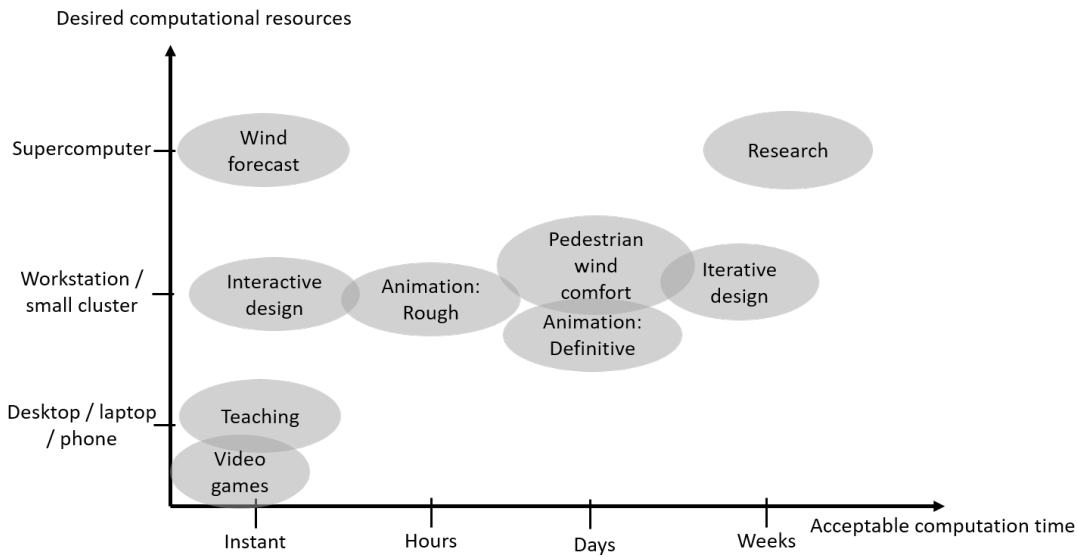 Desired computational resources
Supercomputer
Wind
forecast
Research
Workstation /
small cluster
Interactive
design
Animation:
Rough
Pedestrian
wind
comfort
Iterative
design
Animation:
Definitive
Desktop / laptop
/ phone
Teaching
Video
games
Acceptable computation time
Instant
Hours
Days
Weeks